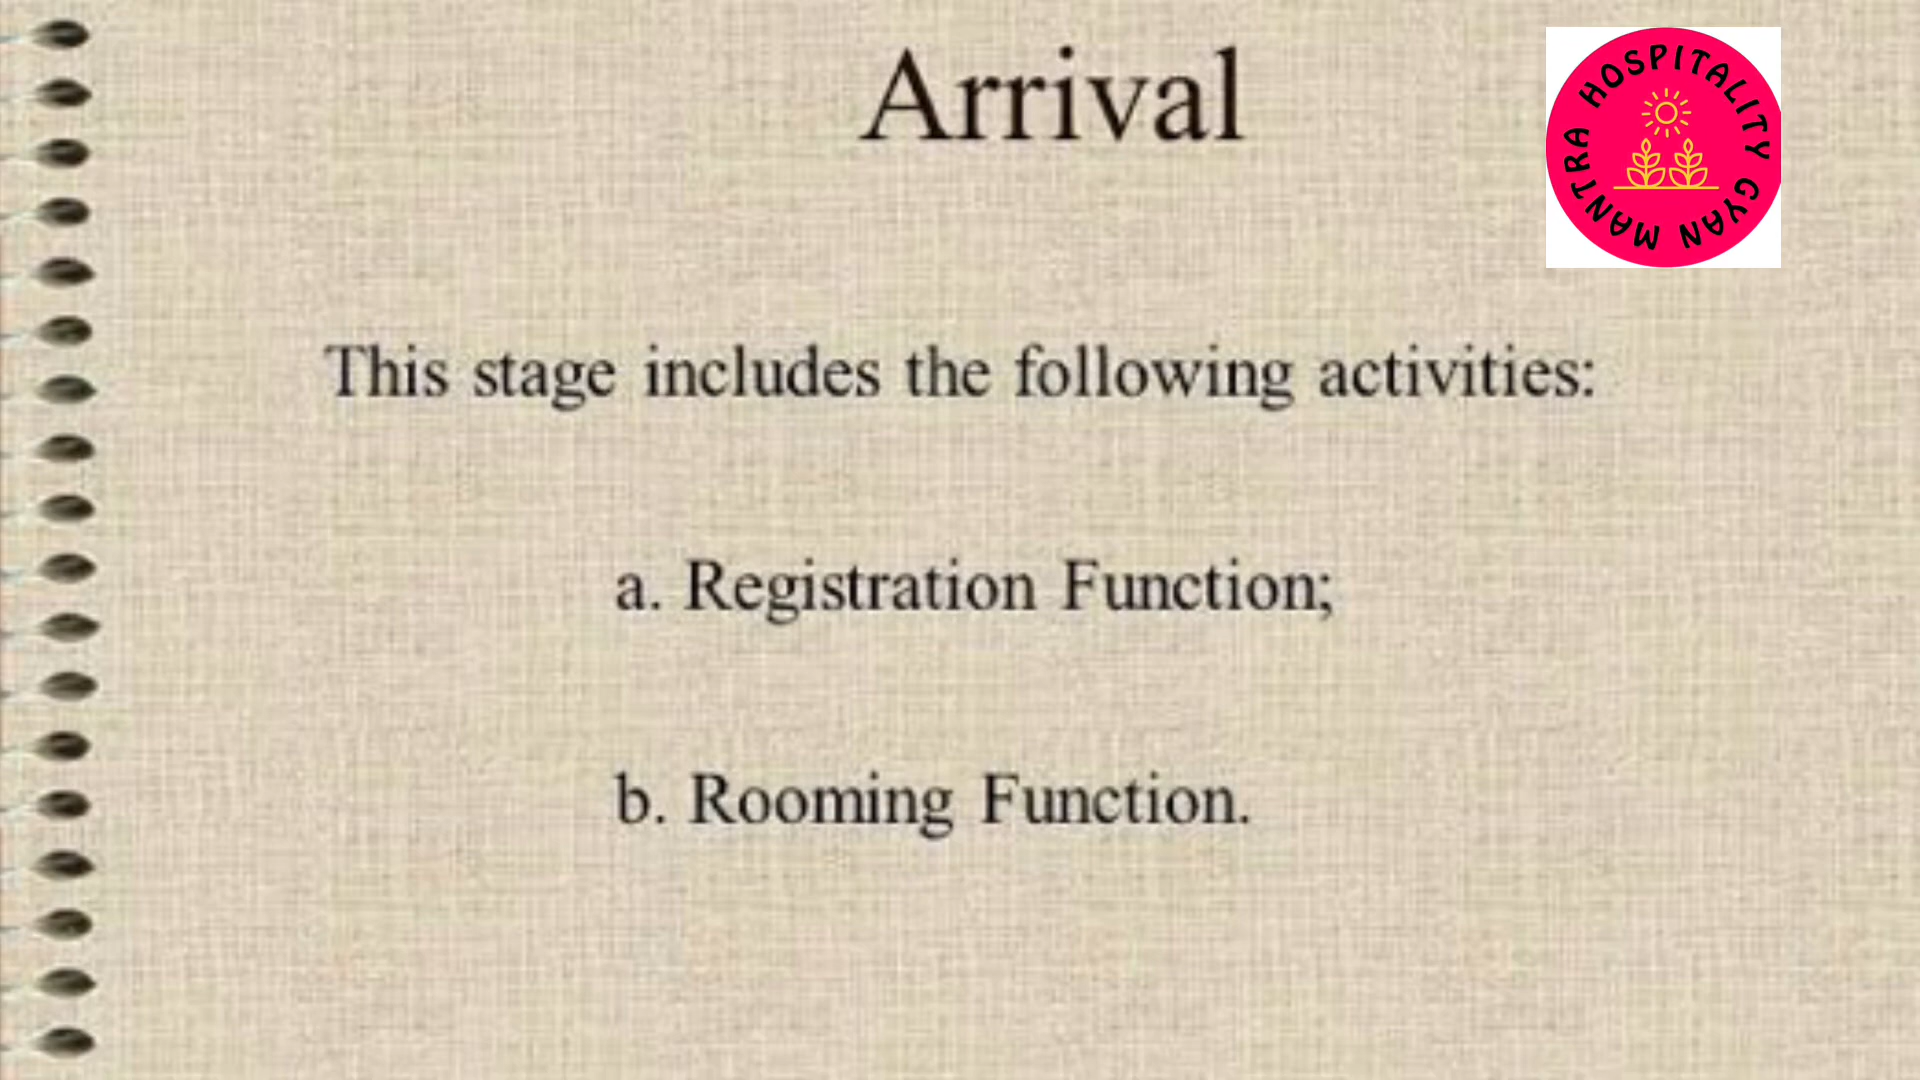 Arrival
HOSPITALITY GYAN MANTRA
This stage includes the following activities:
a. Registration Function;
b. Rooming Function.